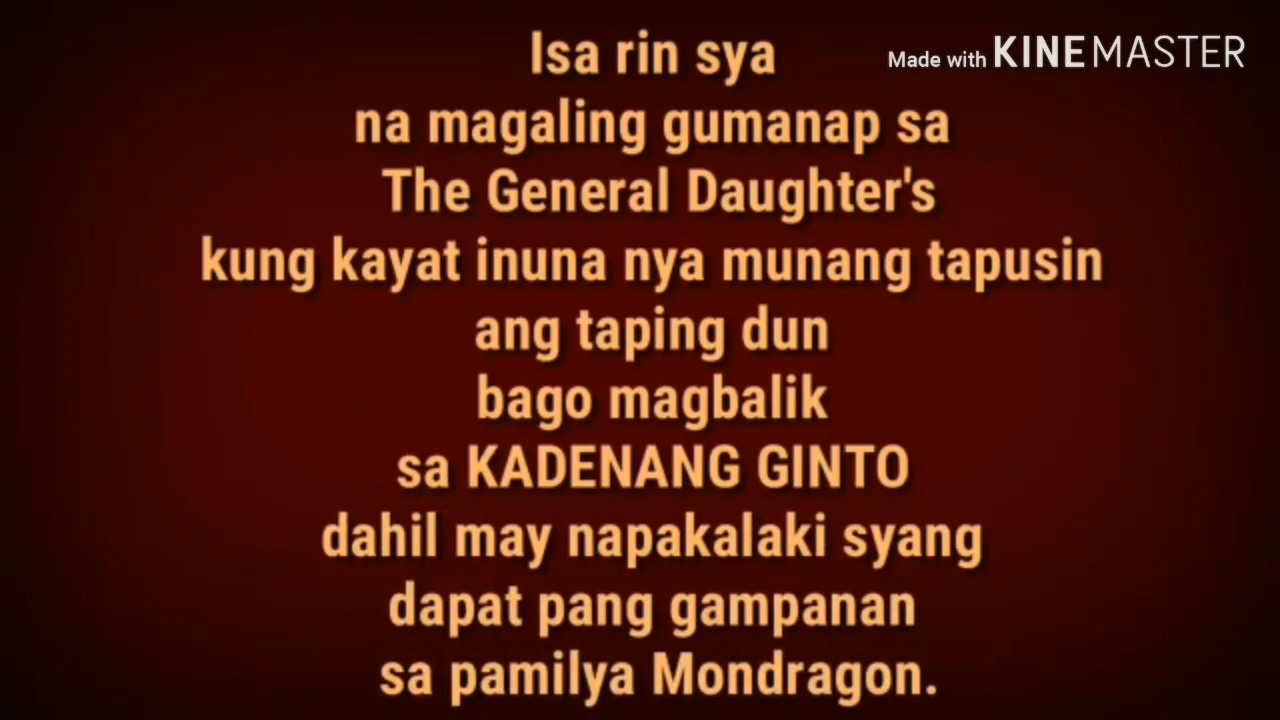 Isa rin sya
Made with KINEMASTER
na magaling gumanap sa
The General Daughter's
kung kayat inuna nya munang tapusin
ang taping dun
bago magbalik
sa KADENANG GINTO
dahil may napakalaki syang
dapat pang gampanan
sa pamilya Mondragon.